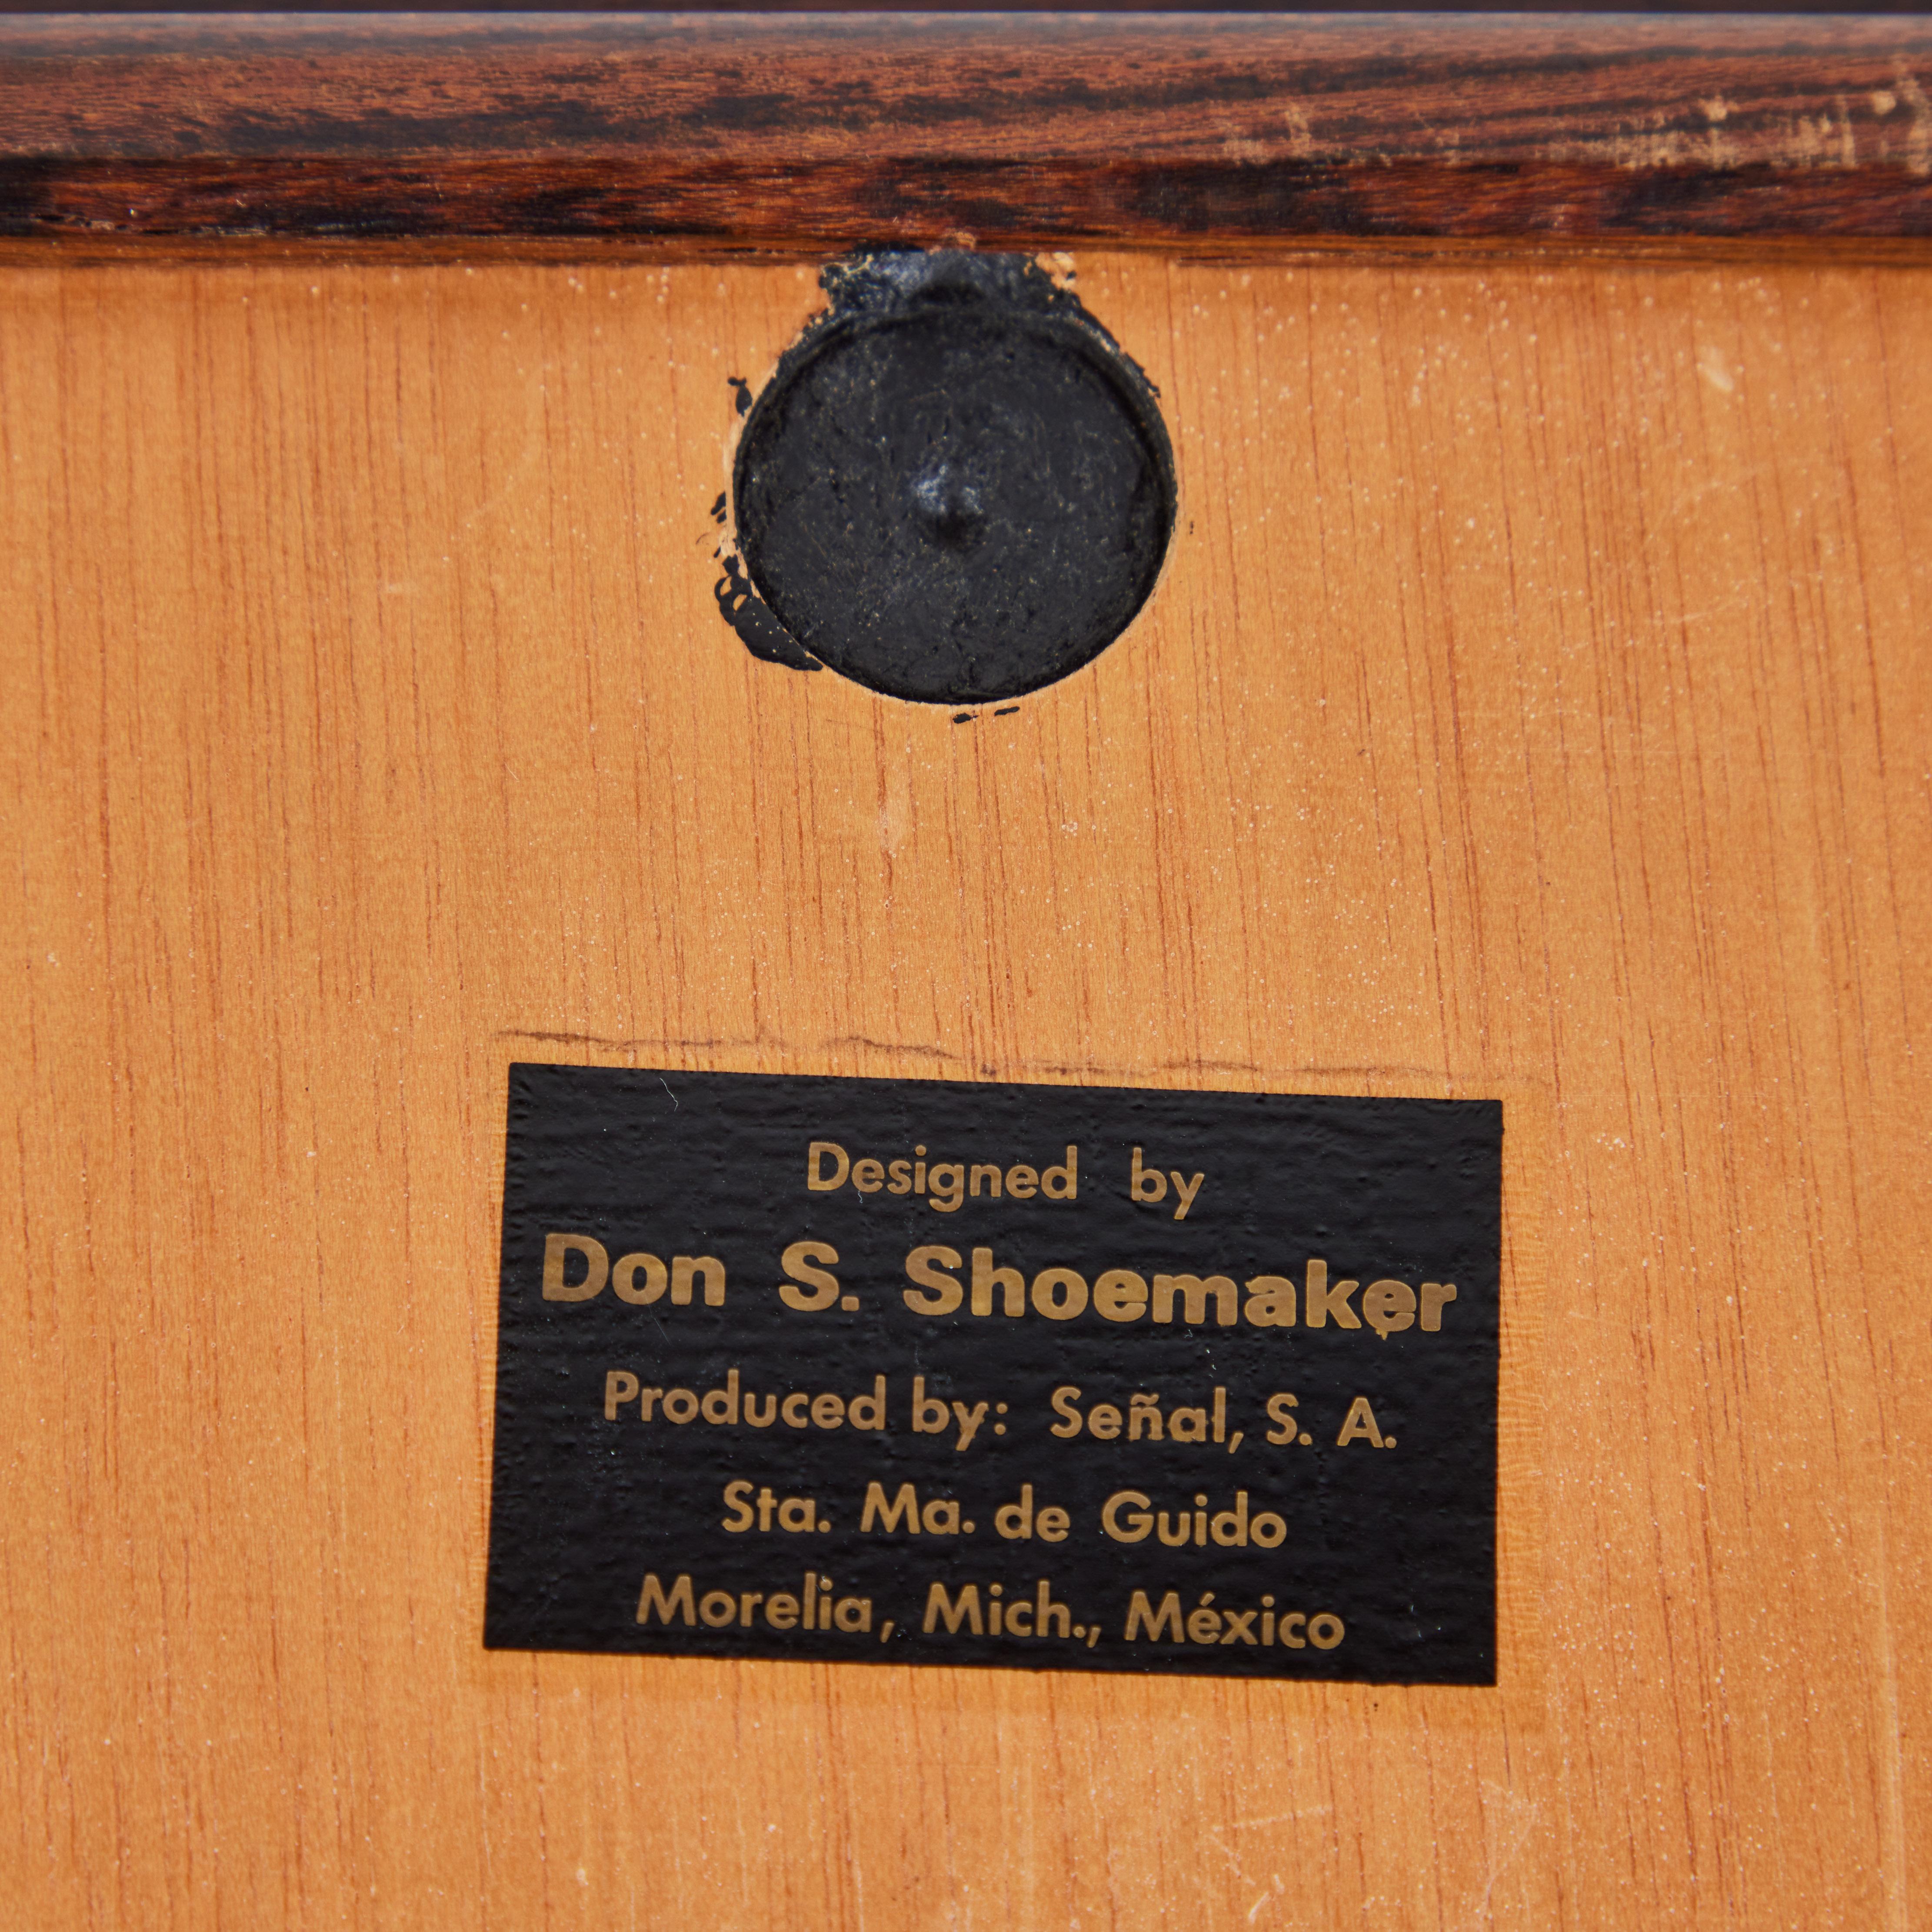 Designed by
Don S. Shoemaker
Produced by: Señal, S. A.
Sta. Ma. de Guido
Morelia, Mich., México